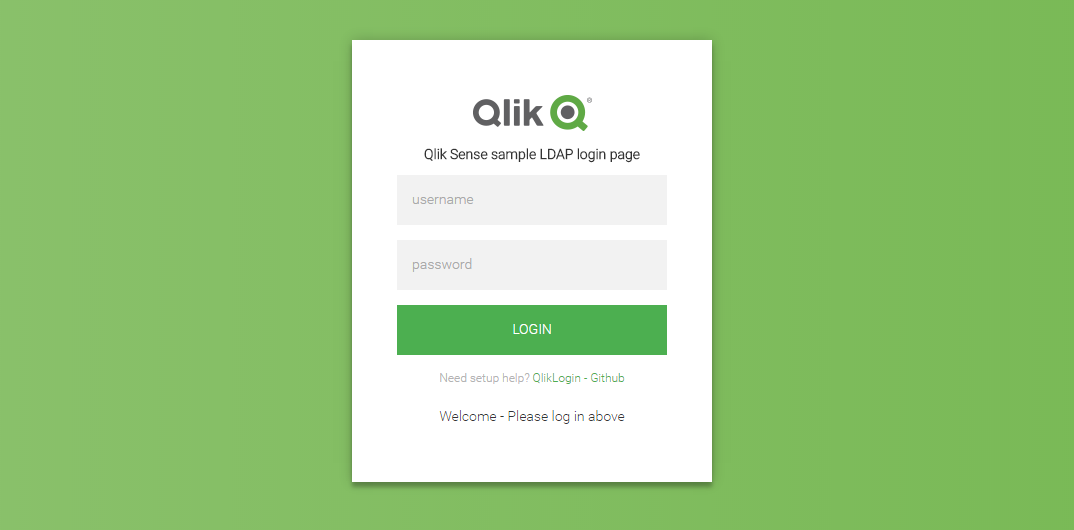 Qlik ®
Qlik Sense sample LDAP login page
username
password
LOGIN
Need setup help? QlikLogin - Github
Welcome - Please log in above